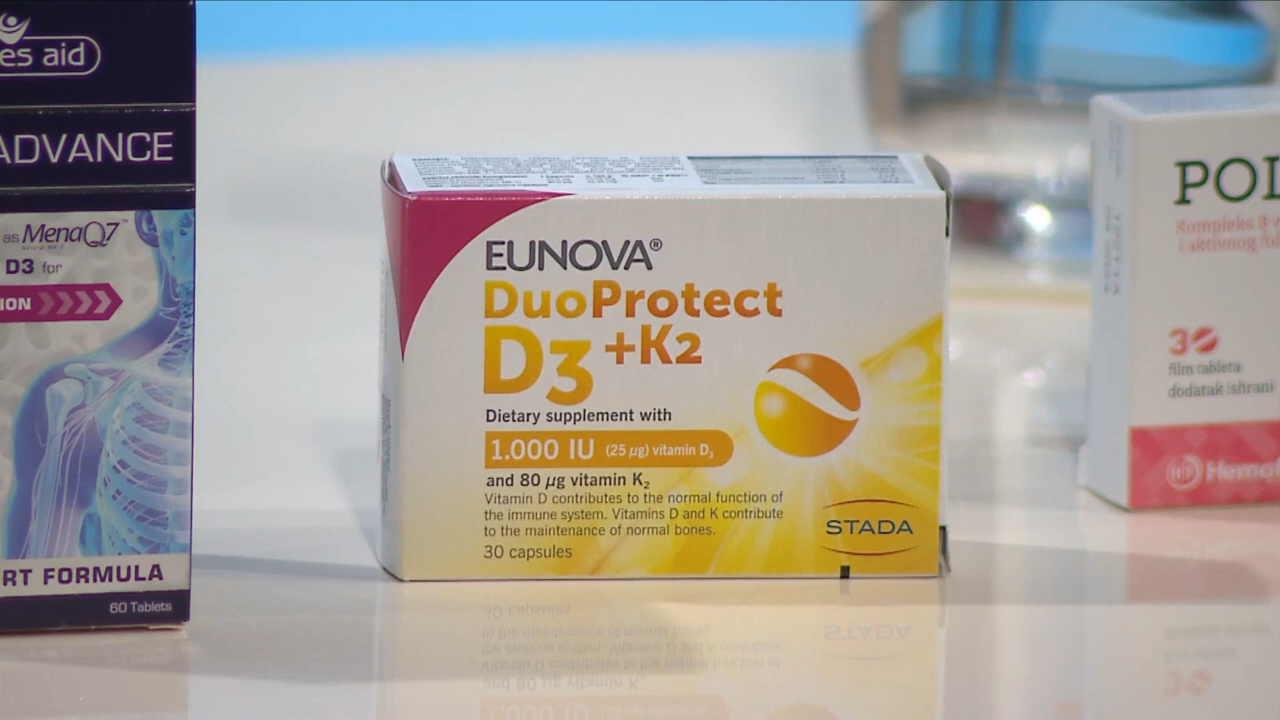 es aid
ADVANCE
as MenaQ7™
D3 for
ION
RT FORMULA
60 Tablets
EUNOVA®
DuoProtect
D3 +K2
Dietary supplement with
1.000 IU (25 µg) vitamin D₃
and 80 µg vitamin K₂
Vitamin D contributes to the normal function of
the immune system. Vitamins D and K contribute
to the maintenance of normal bones.
30 capsules
STADA
POL
Kompleks B
i aktivnog fo
30
film tableta
dodatak ishrani
Hemof